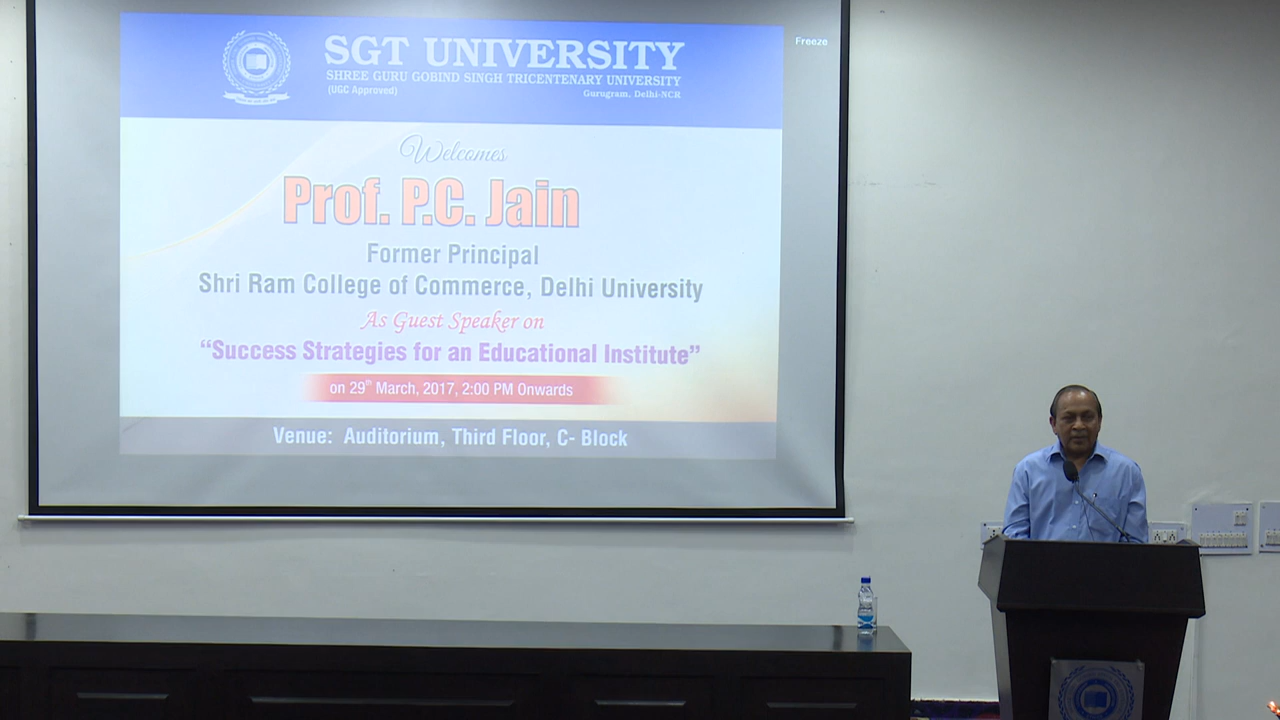 Freeze
SGT UNIVERSITY
SHREE GURU GOBIND SINGH TRICENTENARY UNIVERSITY
(UGC Approved)
Gurugram, Delhi-NCR
Welcomes
Prof. P.C. Jain
Former Principal
Shri Ram College of Commerce, Delhi University
As Guest Speaker on
“Success Strategies for an Educational Institute”
on 29th March, 2017, 2:00 PM Onwards
Venue: Auditorium, Third Floor, C- Block